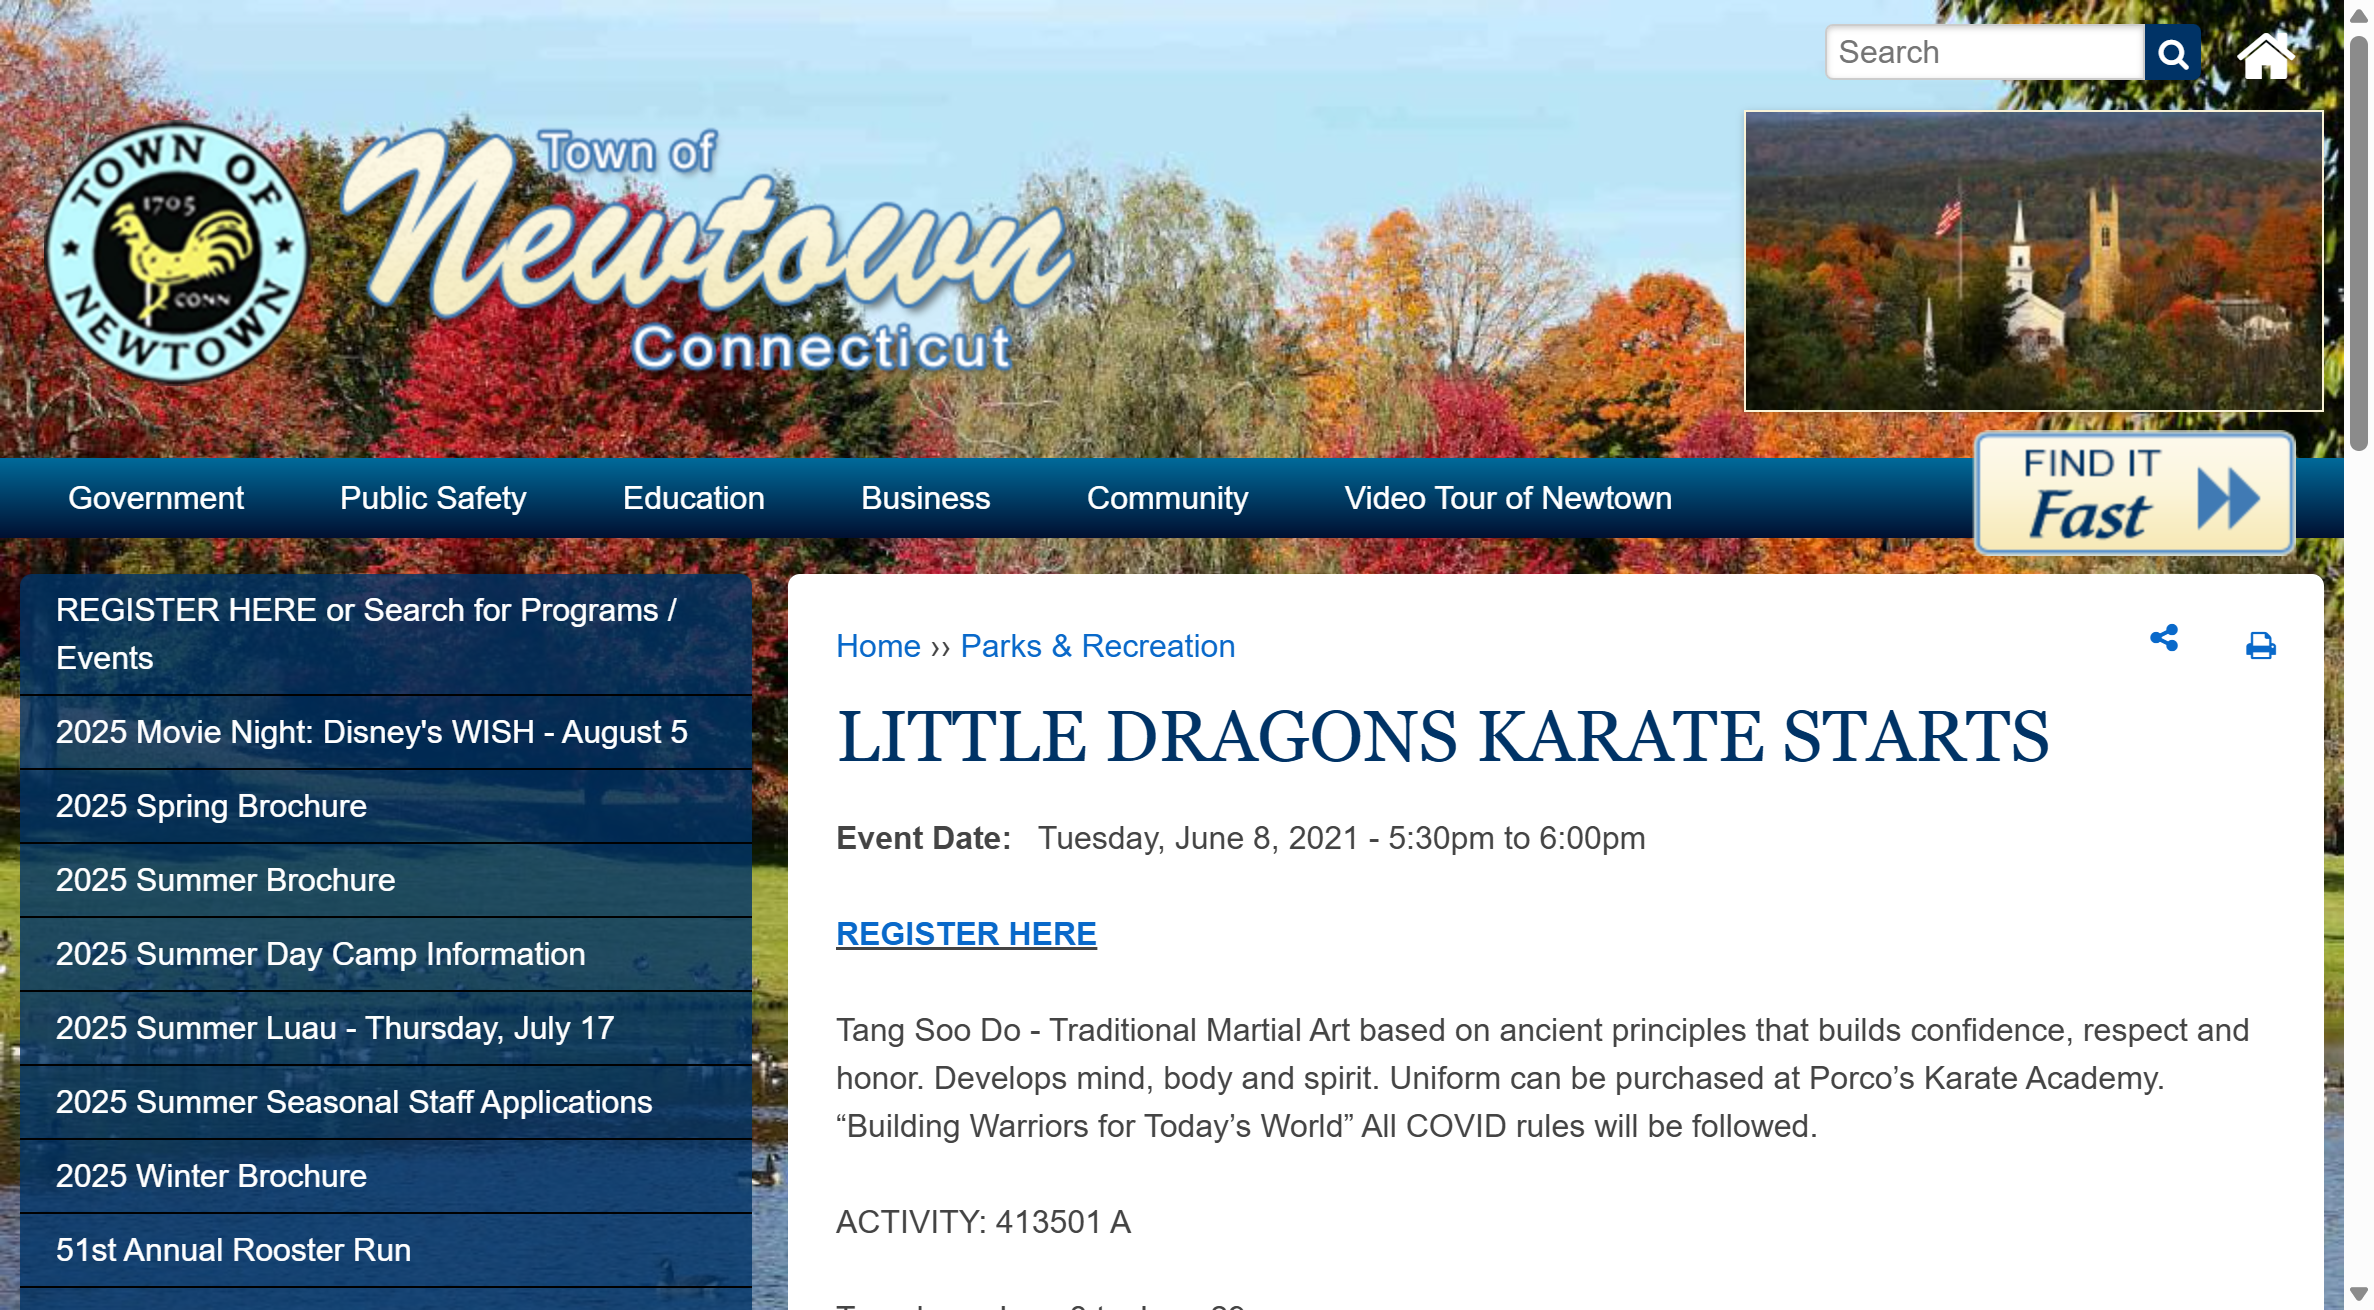 Search
TOWN OF
1705
CONN
NEWTOWN
Town of
Newtown
Connecticut
Government
Public Safety
Education
Business
Community
Video Tour of Newtown
FIND IT
Fast
REGISTER HERE or Search for Programs /
Events
2025 Movie Night: Disney's WISH - August 5
2025 Spring Brochure
2025 Summer Brochure
2025 Summer Day Camp Information
2025 Summer Luau - Thursday, July 17
2025 Summer Seasonal Staff Applications
2025 Winter Brochure
51st Annual Rooster Run
Home ›› Parks & Recreation
LITTLE DRAGONS KARATE STARTS
Event Date: Tuesday, June 8, 2021 - 5:30pm to 6:00pm
REGISTER HERE
Tang Soo Do - Traditional Martial Art based on ancient principles that builds confidence, respect and
honor. Develops mind, body and spirit. Uniform can be purchased at Porco’s Karate Academy.
“Building Warriors for Today’s World” All COVID rules will be followed.
ACTIVITY: 413501 A